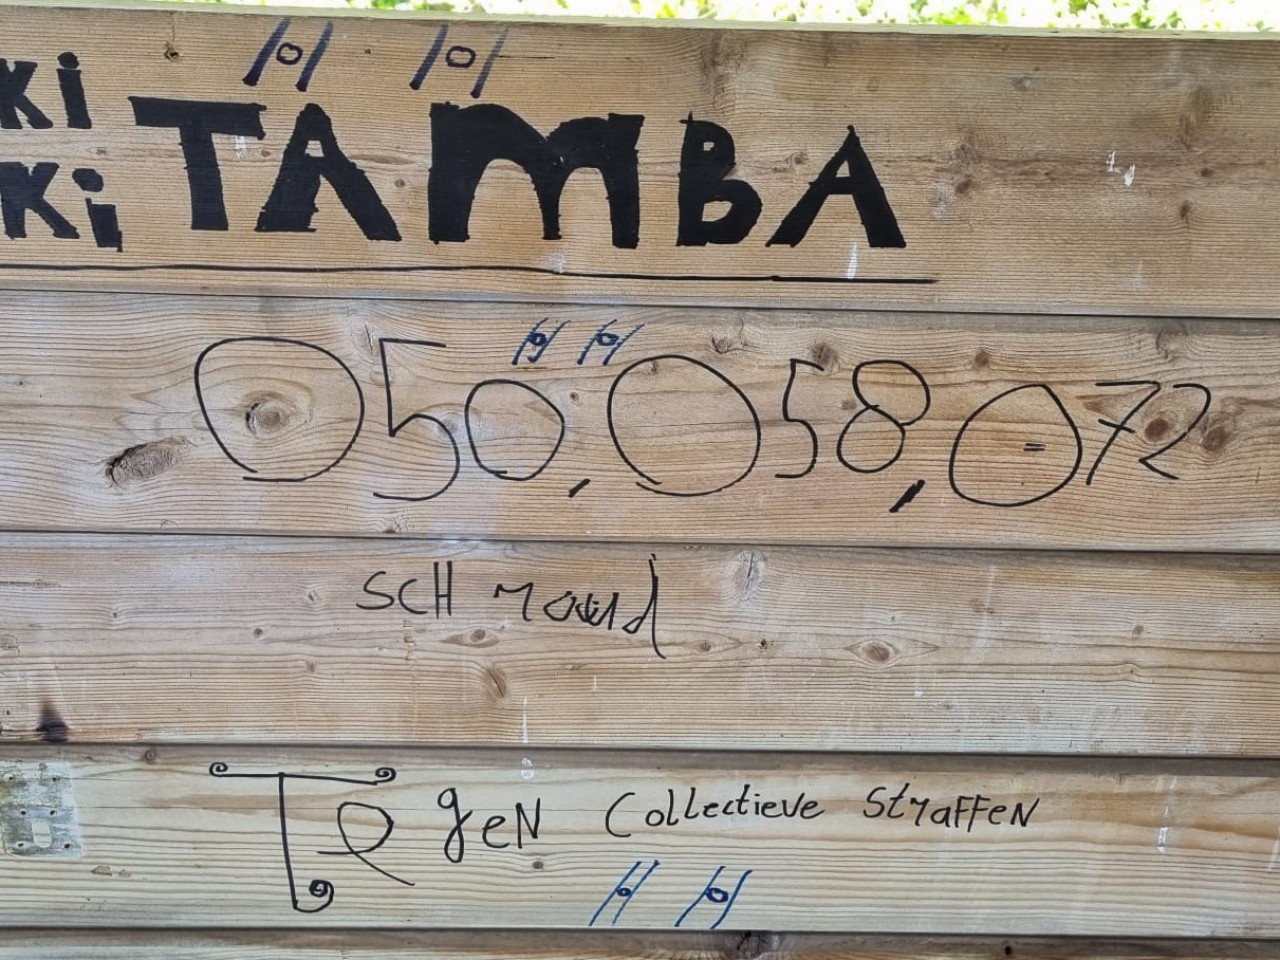 Ki
Ki TAMBA
050,058,072
SCH
TegeN Collectieve StraFFeN